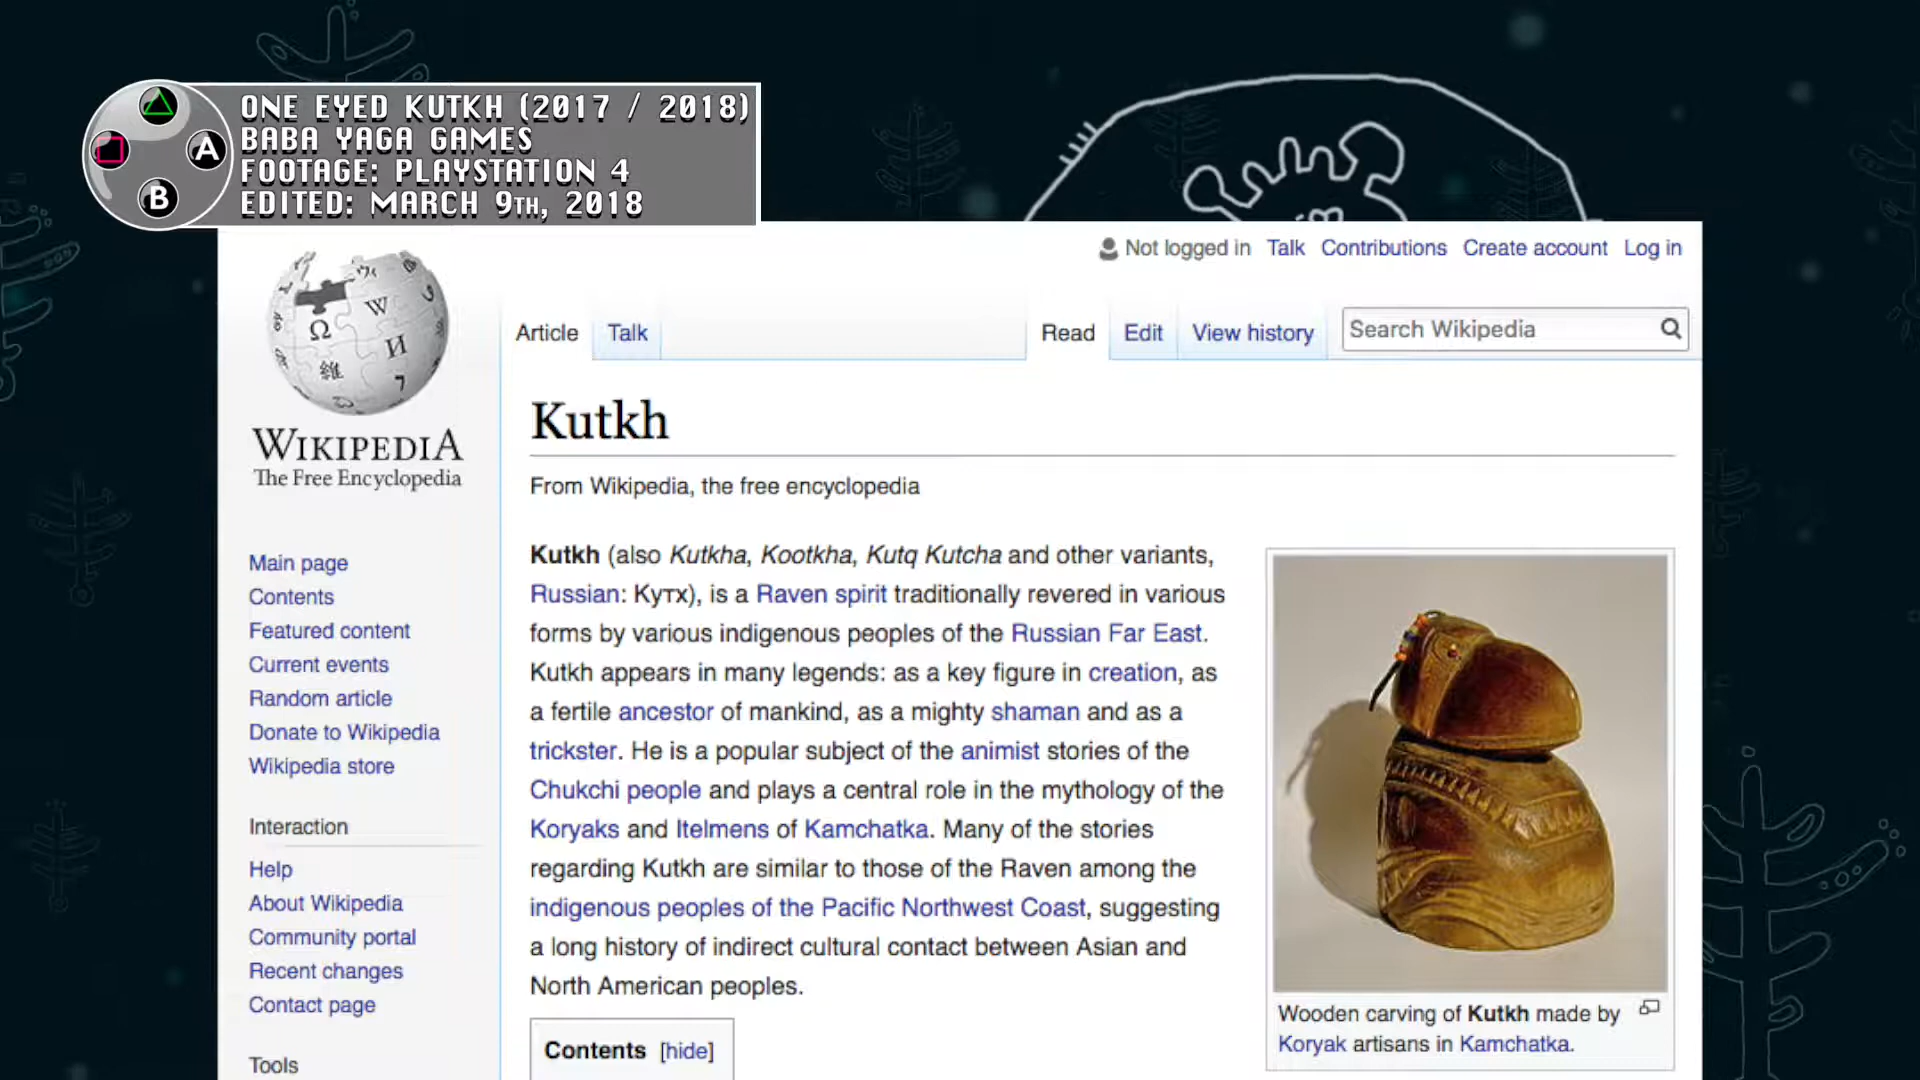 ONE EYED KUTKH (2017 / 2018)
BABA YAGA GAMES
FOOTAGE: PLAYSTATION 4
EDITED: MARCH 9TH, 2018
A
B
Not logged in Talk Contributions Create account Log in
Article Talk Read Edit View history Search Wikipedia
Ω W И 維 7
WIKIPEDIA
The Free Encyclopedia
Main page
Contents
Featured content
Current events
Random article
Donate to Wikipedia
Wikipedia store
Interaction
Help
About Wikipedia
Community portal
Recent changes
Contact page
Tools
Kutkh
From Wikipedia, the free encyclopedia
Kutkh (also Kutkha, Kootkha, Kutq Kutcha and other variants,
Russian: Кутх), is a Raven spirit traditionally revered in various
forms by various indigenous peoples of the Russian Far East.
Kutkh appears in many legends: as a key figure in creation, as
a fertile ancestor of mankind, as a mighty shaman and as a
trickster. He is a popular subject of the animist stories of the
Chukchi people and plays a central role in the mythology of the
Koryaks and Itelmens of Kamchatka. Many of the stories
regarding Kutkh are similar to those of the Raven among the
indigenous peoples of the Pacific Northwest Coast, suggesting
a long history of indirect cultural contact between Asian and
North American peoples.
Contents [hide]
Wooden carving of Kutkh made by
Koryak artisans in Kamchatka.